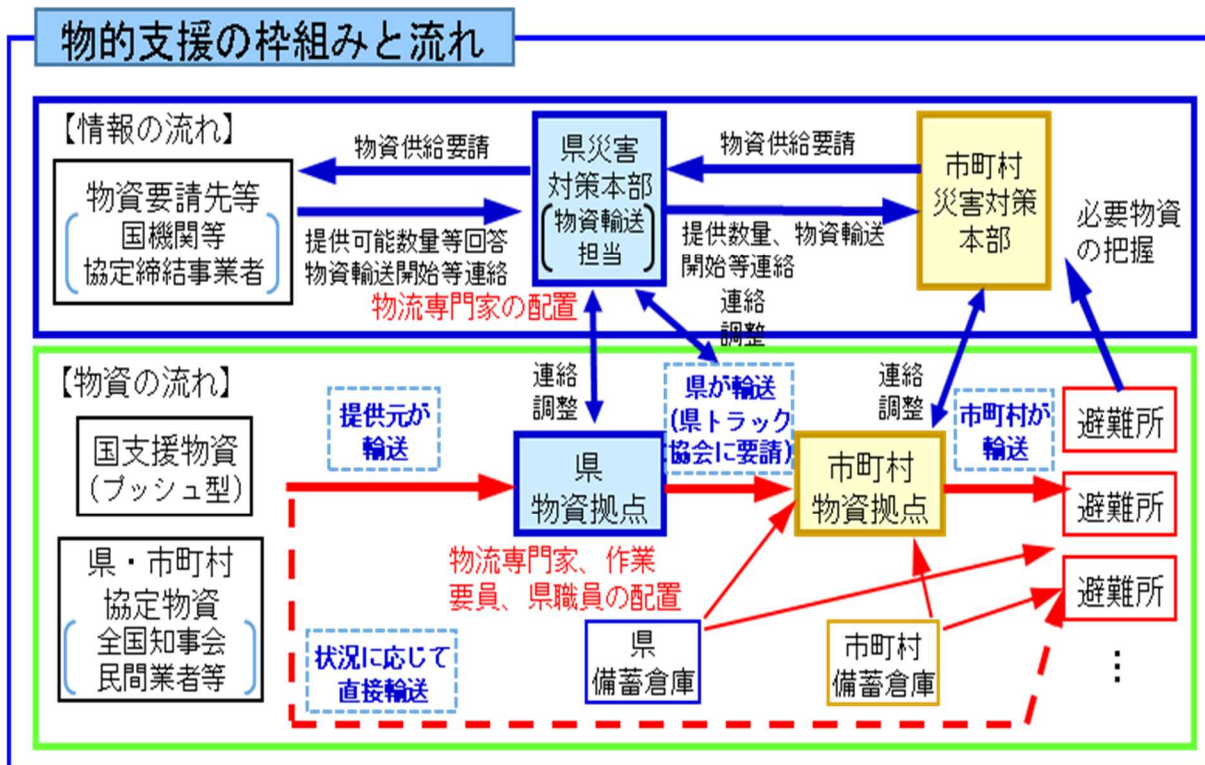 物的支援の枠組みと流れ
【情報の流れ】
物資要請先等
国機関等
協定締結事業者
物資供給要請
提供可能数量等回答
物資輸送開始等連絡
物流専門家の配置
県災害
対策本部
物資輸送
担当
物資供給要請
提供数量、物資輸送
開始等連絡
連絡
調整
市町村
災害対策
本部
必要物資
の把握
【物資の流れ】
国支援物資
(プッシュ型)
県・市町村
協定物資
全国知事会
民間業者等
提供元が
輸送
連絡
調整
県
物資拠点
物流専門家、作業
要員、県職員の配置
県が輸送
(県トラック
協会に要請)
連絡
調整
市町村
物資拠点
市町村が
輸送
避難所
避難所
避難所
⋮
状況に応じて
直接輸送
県
備蓄倉庫
市町村
備蓄倉庫